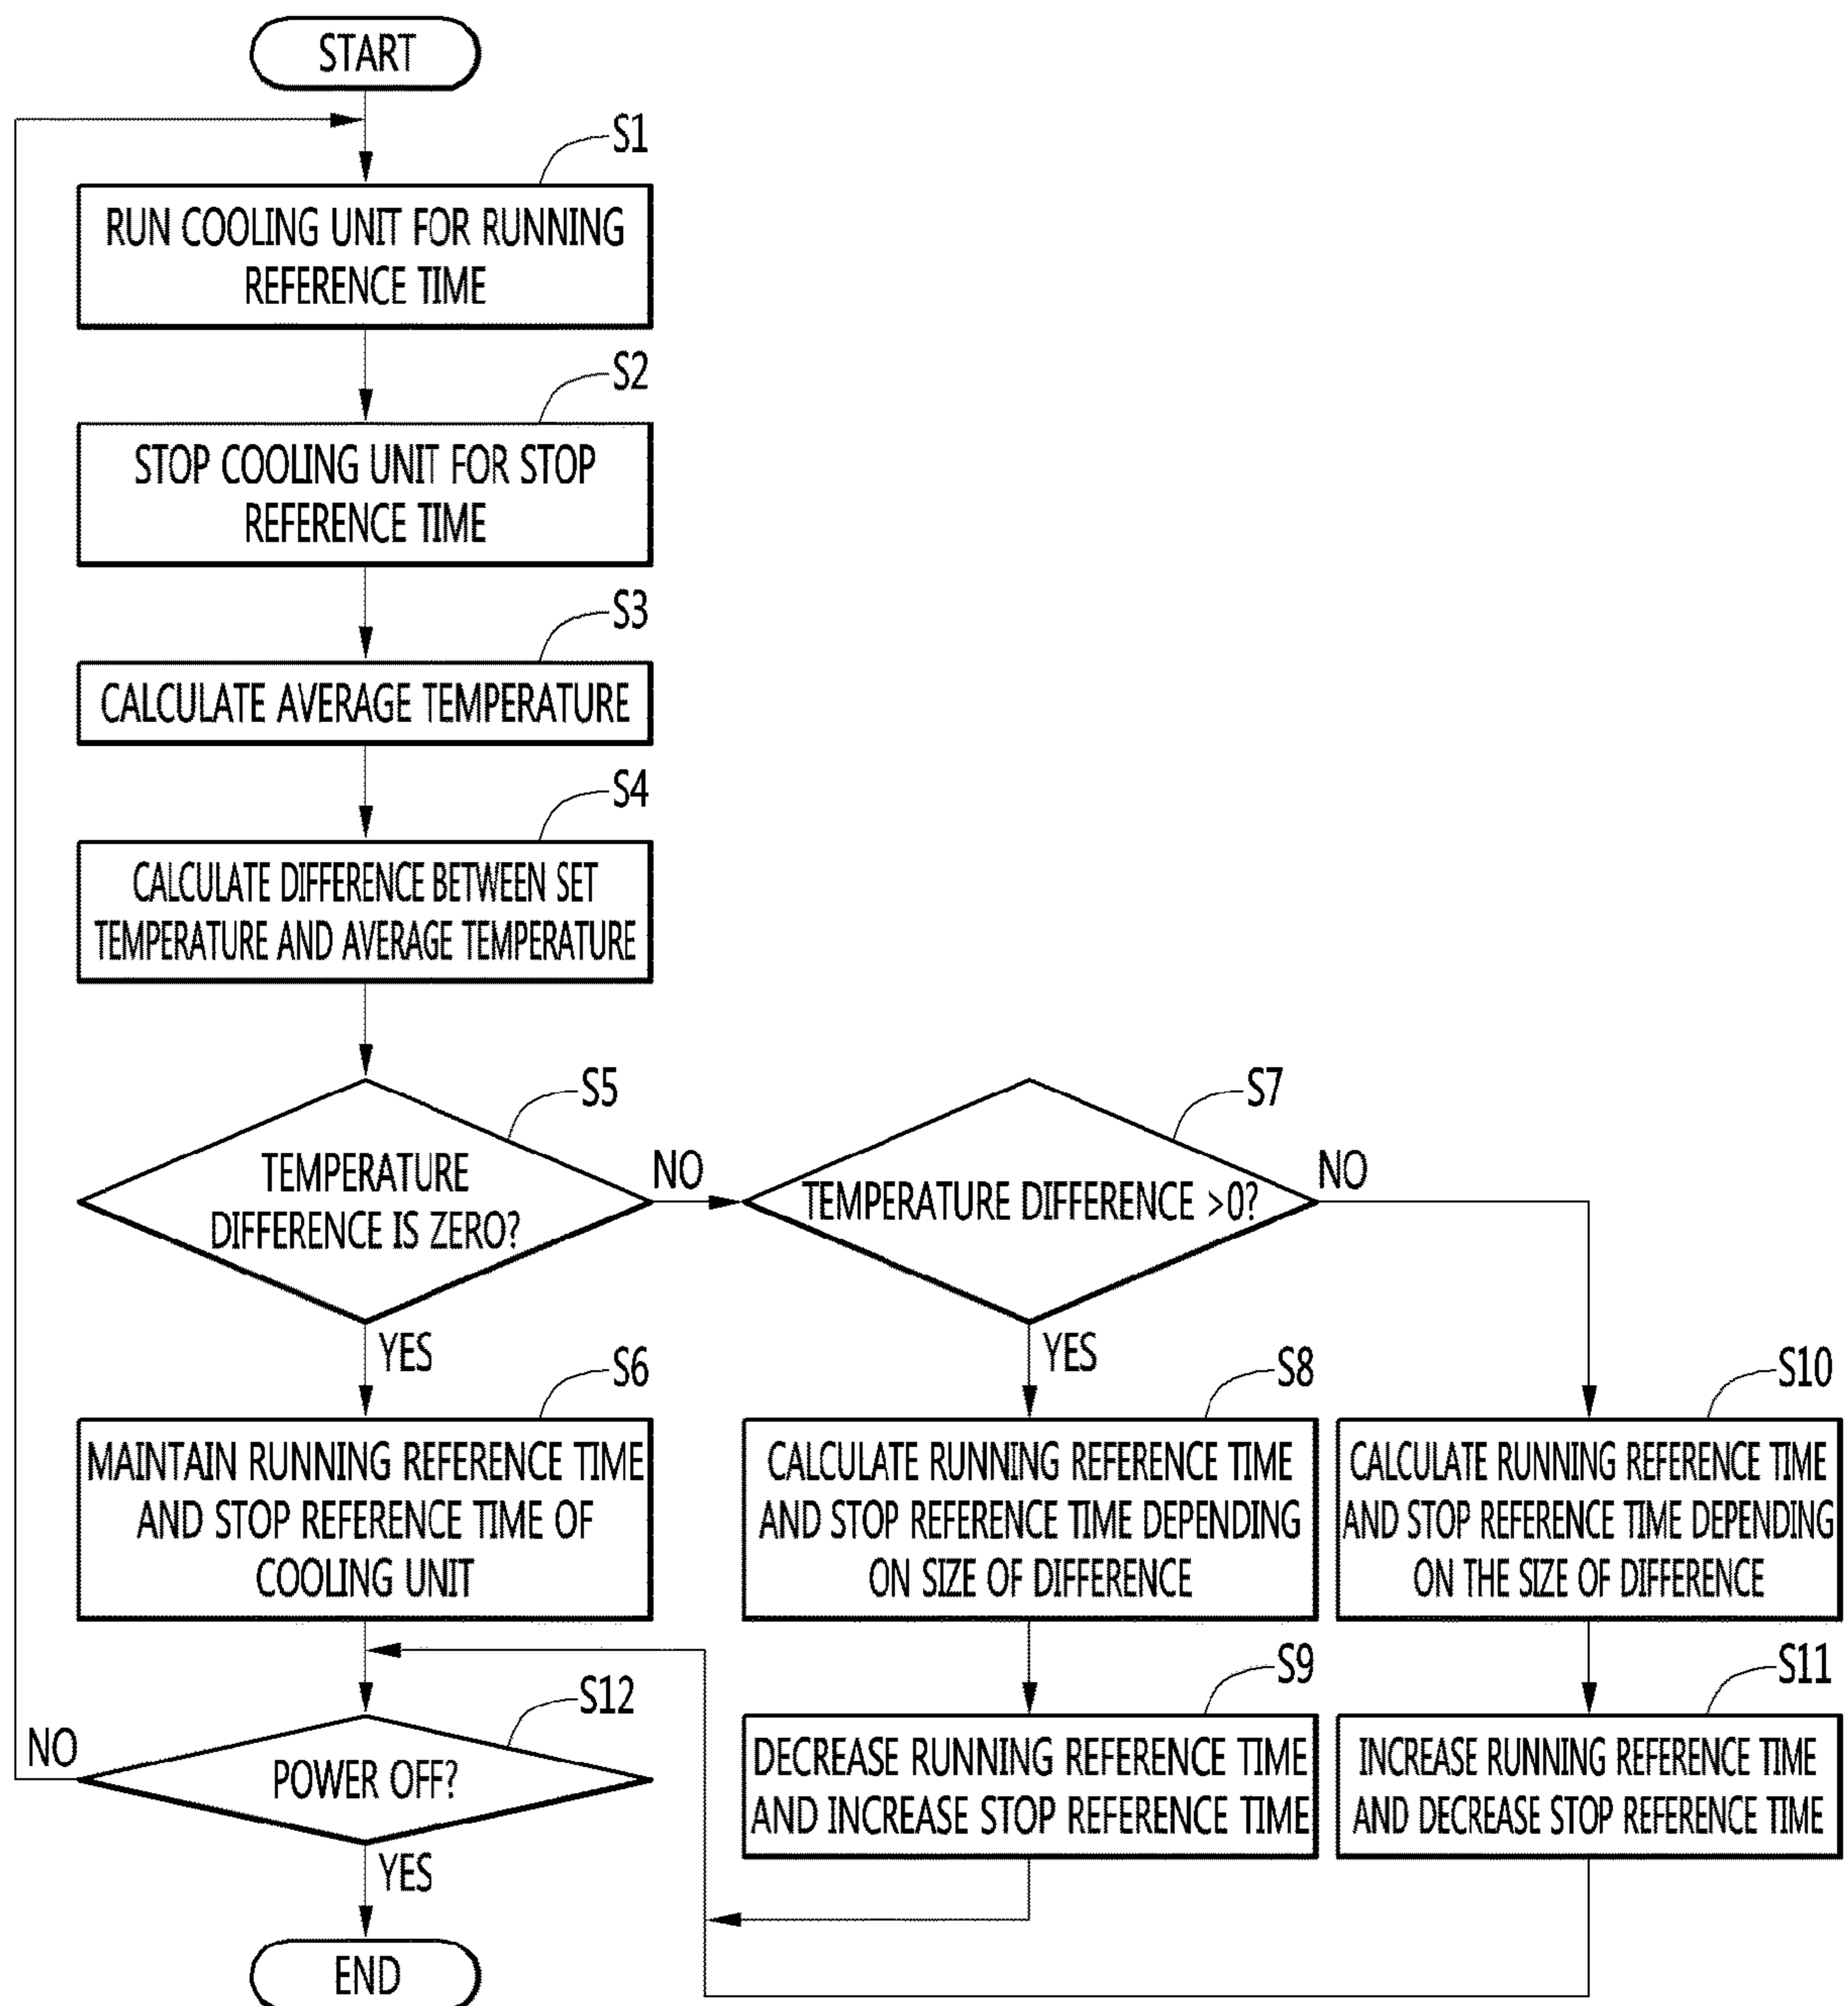 START
S1
RUN COOLING UNIT FOR RUNNING
REFERENCE TIME
S2
STOP COOLING UNIT FOR STOP
REFERENCE TIME
S3
CALCULATE AVERAGE TEMPERATURE
S4
CALCULATE DIFFERENCE BETWEEN SET
TEMPERATURE AND AVERAGE TEMPERATURE
S5
TEMPERATURE
DIFFERENCE IS ZERO?
NO
YES
S7
TEMPERATURE DIFFERENCE >0?
NO
YES
S6
MAINTAIN RUNNING REFERENCE TIME
AND STOP REFERENCE TIME OF
COOLING UNIT
S8
CALCULATE RUNNING REFERENCE TIME
AND STOP REFERENCE TIME DEPENDING
ON SIZE OF DIFFERENCE
S10
CALCULATE RUNNING REFERENCE TIME
AND STOP REFERENCE TIME DEPENDING
ON THE SIZE OF DIFFERENCE
S9
DECREASE RUNNING REFERENCE TIME
AND INCREASE STOP REFERENCE TIME
S11
INCREASE RUNNING REFERENCE TIME
AND DECREASE STOP REFERENCE TIME
S12
NO
POWER OFF?
YES
END